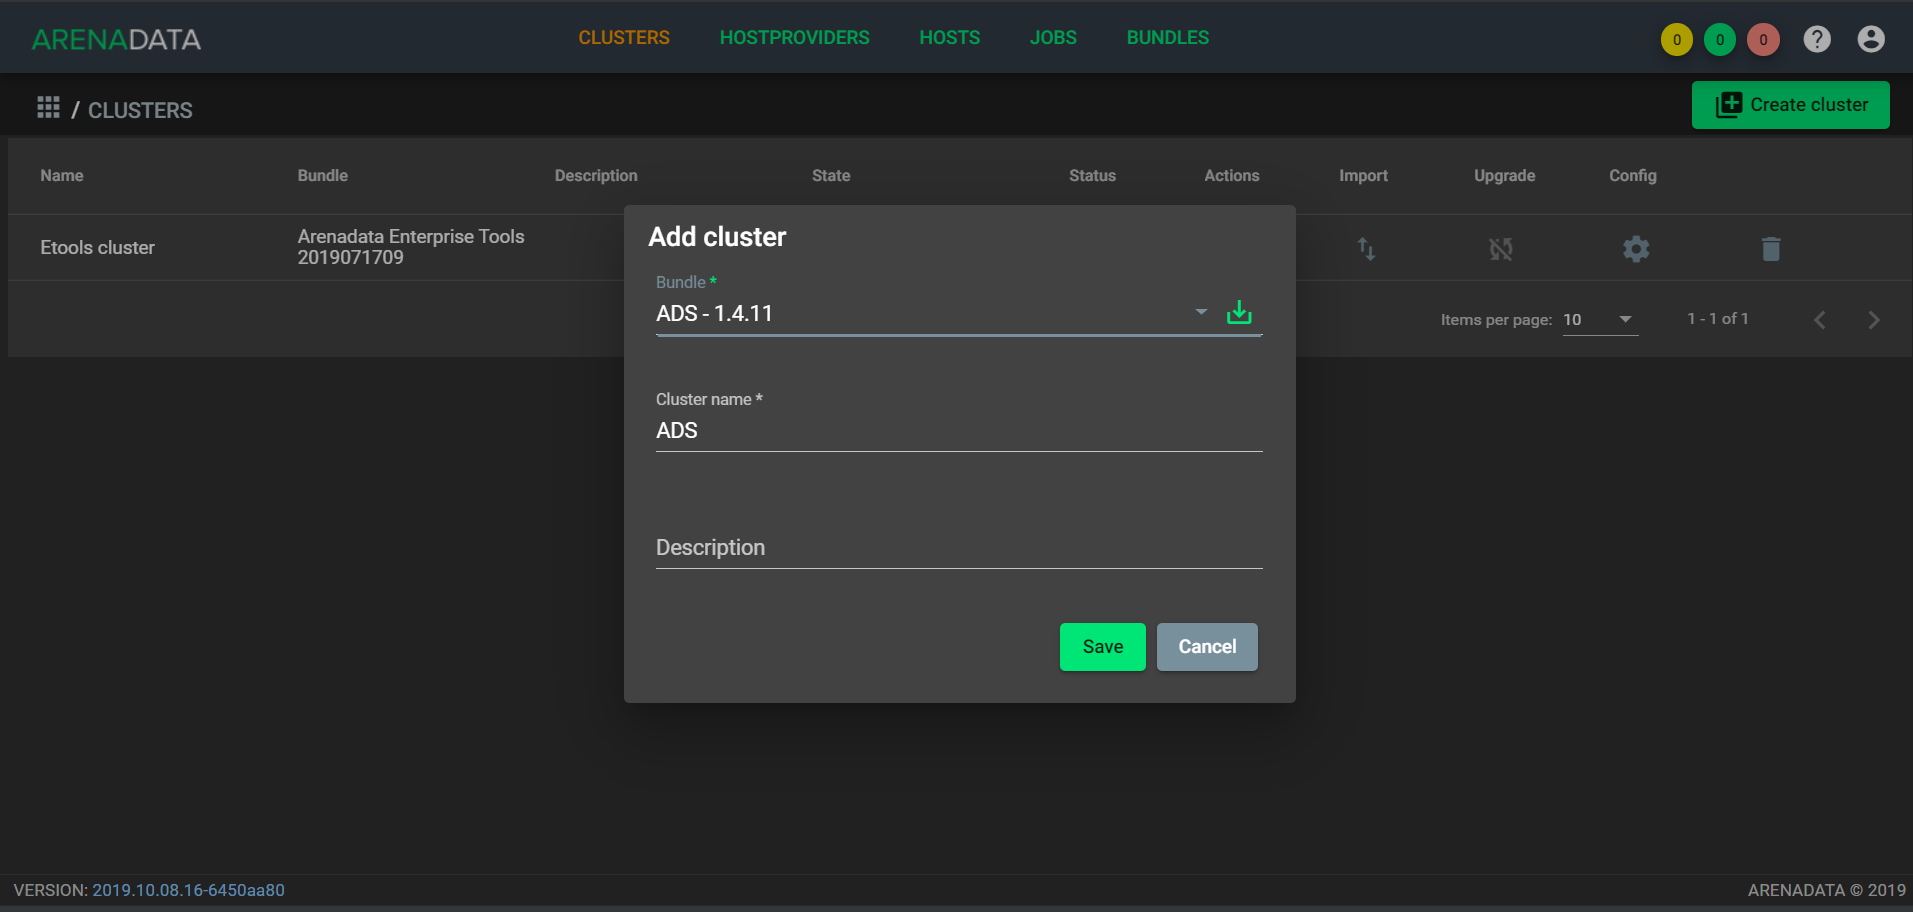 ARENADATA
CLUSTERS HOSTPROVIDERS HOSTS JOBS BUNDLES
0 0 0 ?
/ CLUSTERS
Create cluster
Name Bundle Description State Status Actions Import Upgrade Config
Etools cluster
Arenadata Enterprise Tools
2019071709
Items per page: 10 1 - 1 of 1
Add cluster
Bundle *
ADS - 1.4.11
Cluster name *
ADS
Description
Save Cancel
VERSION: 2019.10.08.16-6450aa80
ARENADATA © 2019